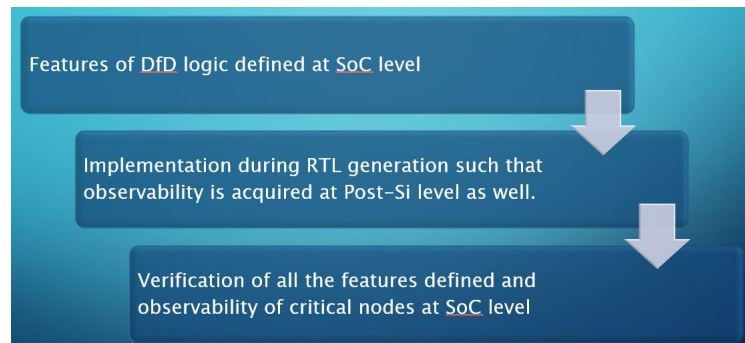 Features of DfD logic defined at SoC level
Implementation during RTL generation such that
observability is acquired at Post-Si level as well.
Verification of all the features defined and
observability of critical nodes at SoC level